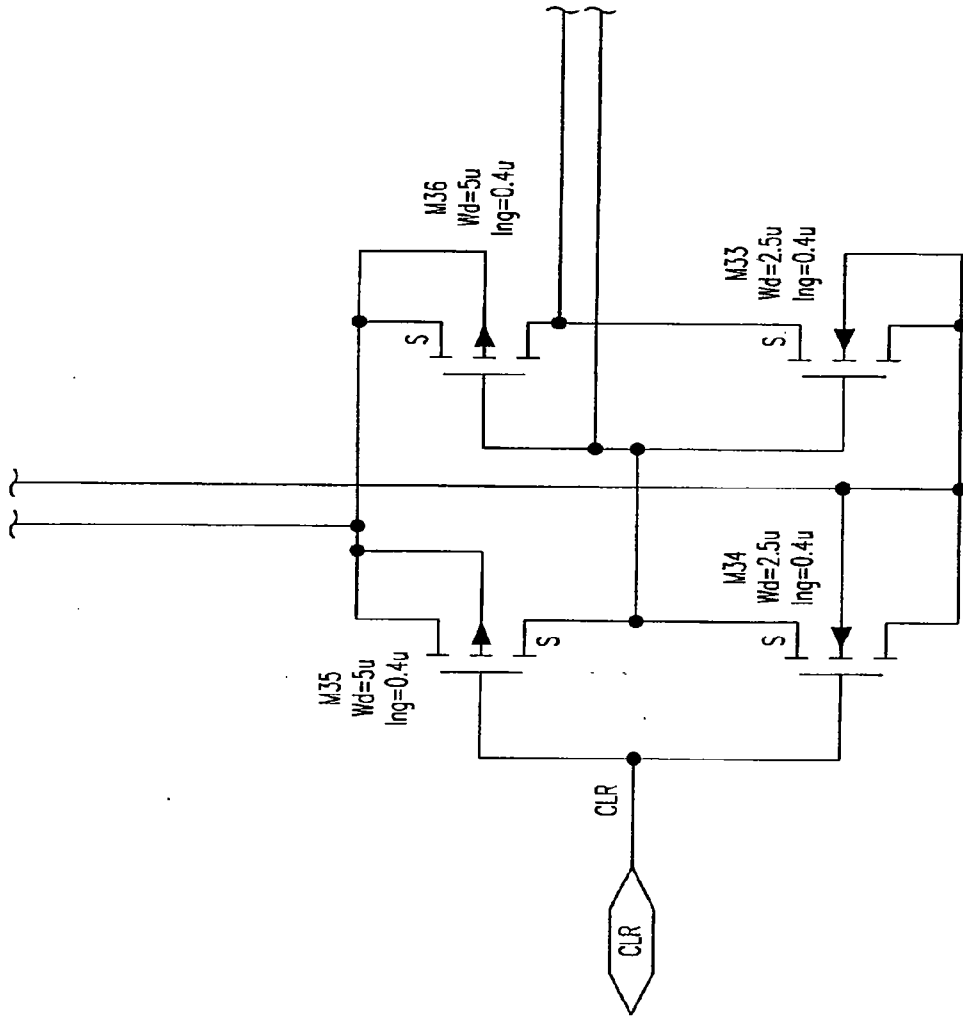 M36
Wd=5u
lng=0.4u
S
M33
Wd=2.5u
lng=0.4u
S
M35
Wd=5u
lng=0.4u
S
M34
Wd=2.5u
lng=0.4u
S
CLR
CLR